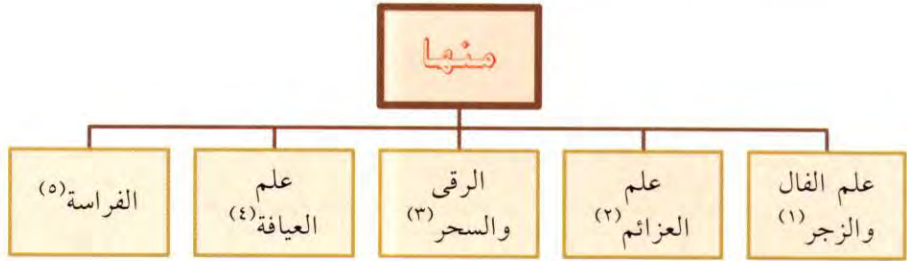 منها
علم الفال
والزجر (١)
علم
العزائم (٢)
الرقى
والسحر (٣)
علم
العيافة (٤)
الفراسة (٥)